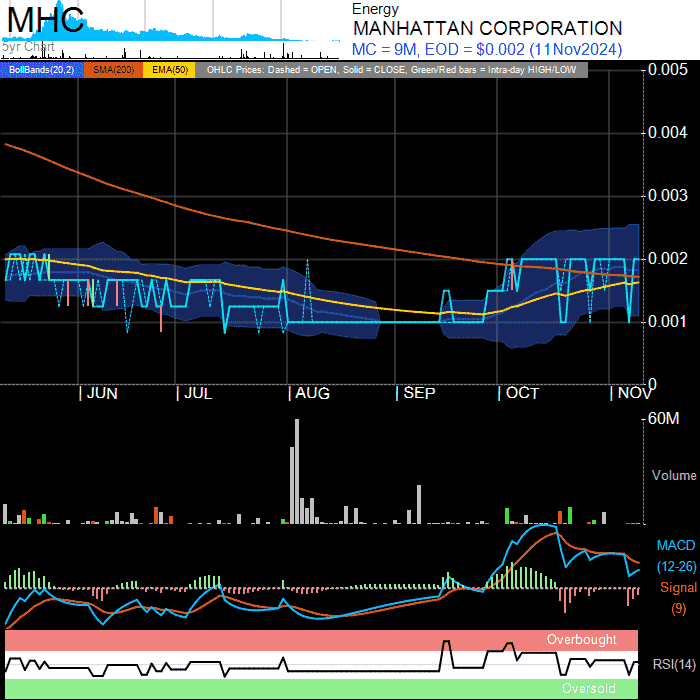 MHC
Energy
MANHATTAN CORPORATION
5yr Chart
MC = 9M, EOD = $0.002 (11Nov2024)
BollBands(20,2) SMA(200) EMA(50) OHLC Prices: Dashed = OPEN, Solid = CLOSE, Green/Red bars = Intra-day HIGH/LOW
0.005
0.004
0.003
0.002
0.001
0
JUN JUL AUG SEP OCT NOV
60M
Volume
MACD
(12-26)
Signal
(9)
Overbought
RSI(14)
Oversold